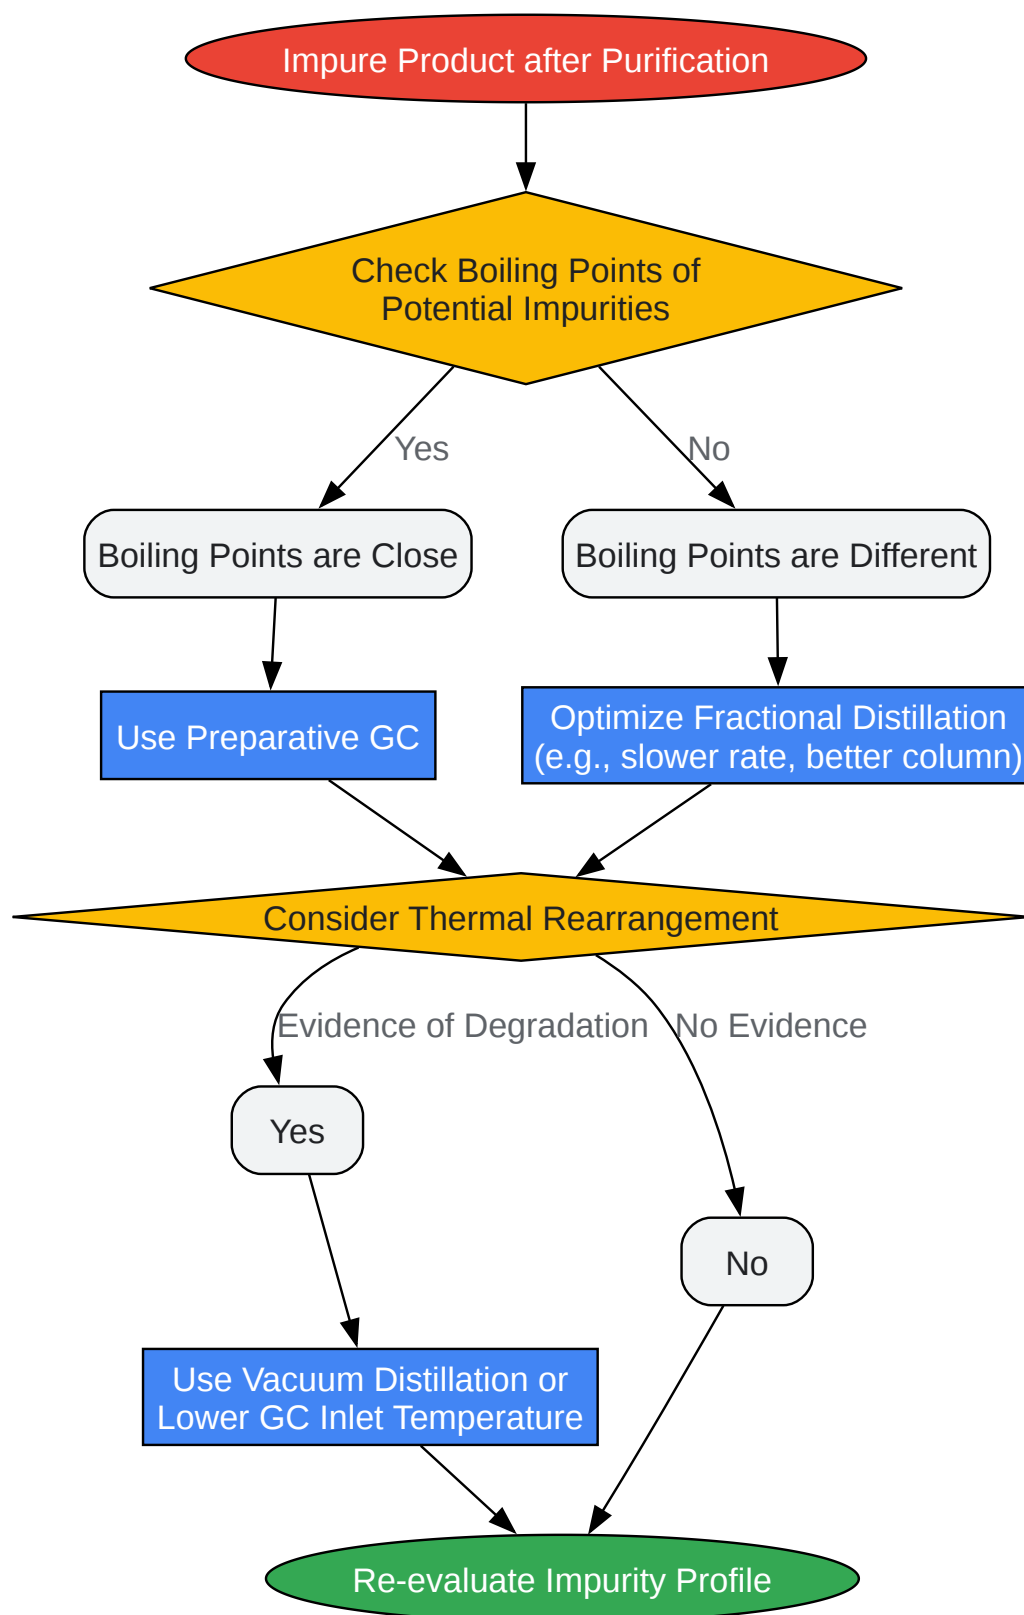 Impure Product after Purification
Check Boiling Points of
Potential Impurities
Yes
No
Boiling Points are Close
Boiling Points are Different
Use Preparative GC
Optimize Fractional Distillation
(e.g., slower rate, better column)
Consider Thermal Rearrangement
Evidence of Degradation
No Evidence
Yes
No
Use Vacuum Distillation or
Lower GC Inlet Temperature
Re-evaluate Impurity Profile